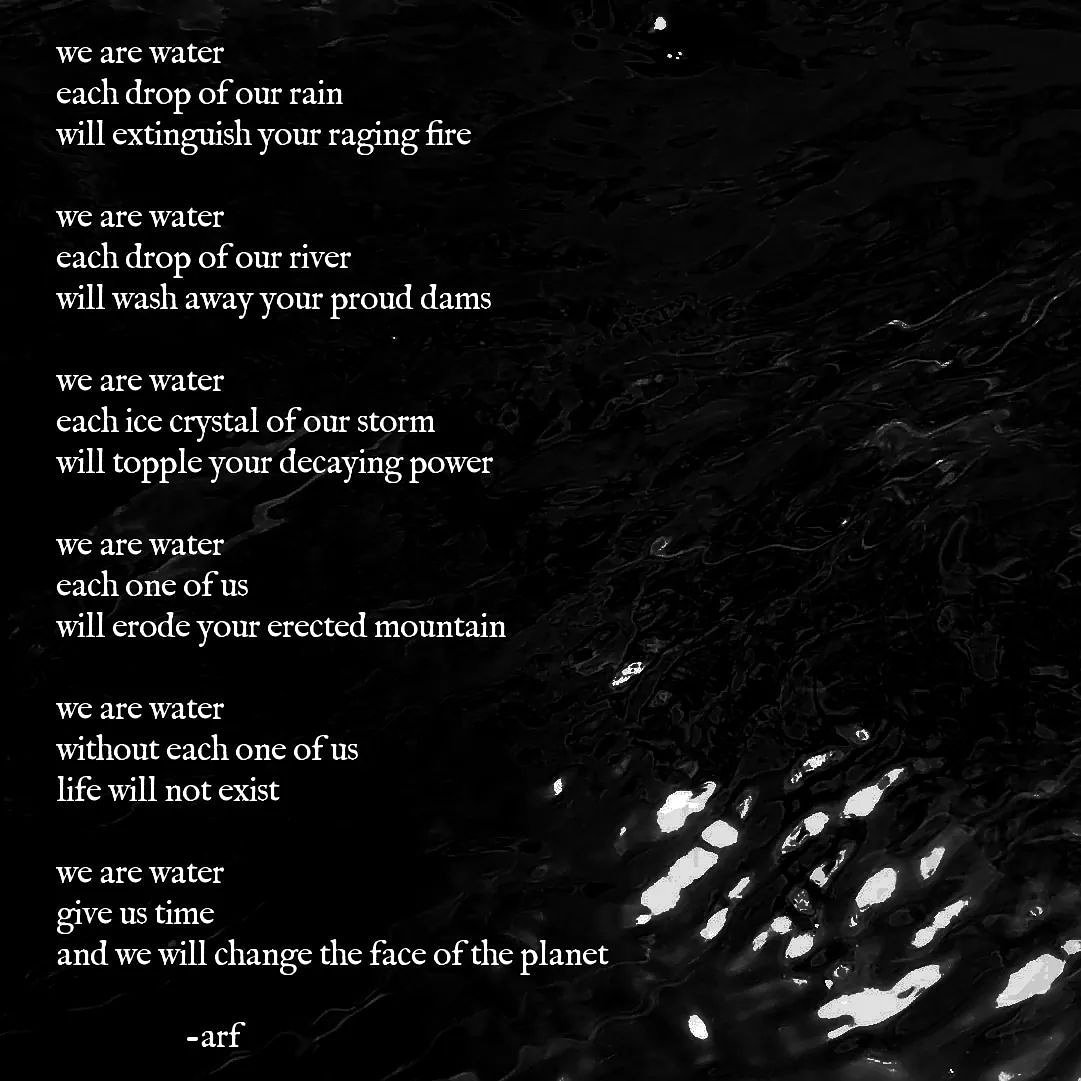 we are water
each drop of our rain
will extinguish your raging fire
we are water
each drop of our river
will wash away your proud dams
we are water
each ice crystal of our storm
will topple your decaying power
we are water
each one of us
will erode your erected mountain
we are water
without each one of us
life will not exist
we are water
give us time
and we will change the face of the planet
-arf